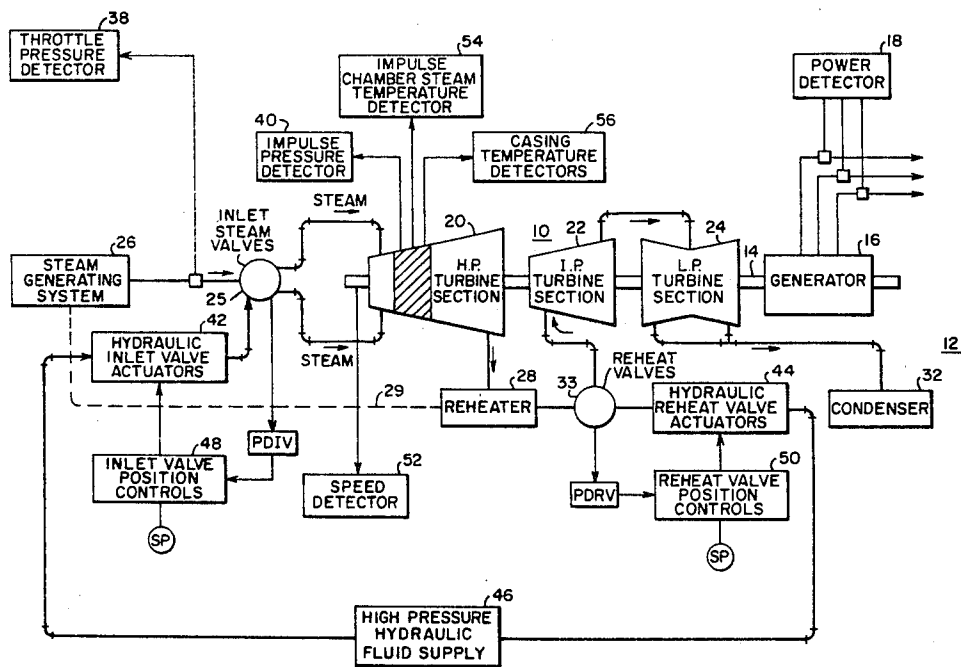 38
THROTTLE
PRESSURE
DETECTOR
54
IMPULSE
CHAMBER STEAM
TEMPERATURE
DETECTOR
18
POWER
DETECTOR
40
IMPULSE
PRESSURE
DETECTOR
56
CASING
TEMPERATURE
DETECTORS
STEAM
INLET
STEAM
VALVES
25
26
STEAM
GENERATING
SYSTEM
20
H.P.
TURBINE
SECTION
10
22
I.P.
TURBINE
SECTION
24
L.P.
TURBINE
SECTION
14
16
GENERATOR
STEAM
42
HYDRAULIC
INLET VALVE
ACTUATORS
12
29
28
REHEATER
33
REHEAT
VALVES
44
HYDRAULIC
REHEAT VALVE
ACTUATORS
32
CONDENSER
PDIV
48
INLET VALVE
POSITION
CONTROLS
SP
52
SPEED
DETECTOR
PDRV
50
REHEAT VALVE
POSITION
CONTROLS
SP
46
HIGH PRESSURE
HYDRAULIC
FLUID SUPPLY